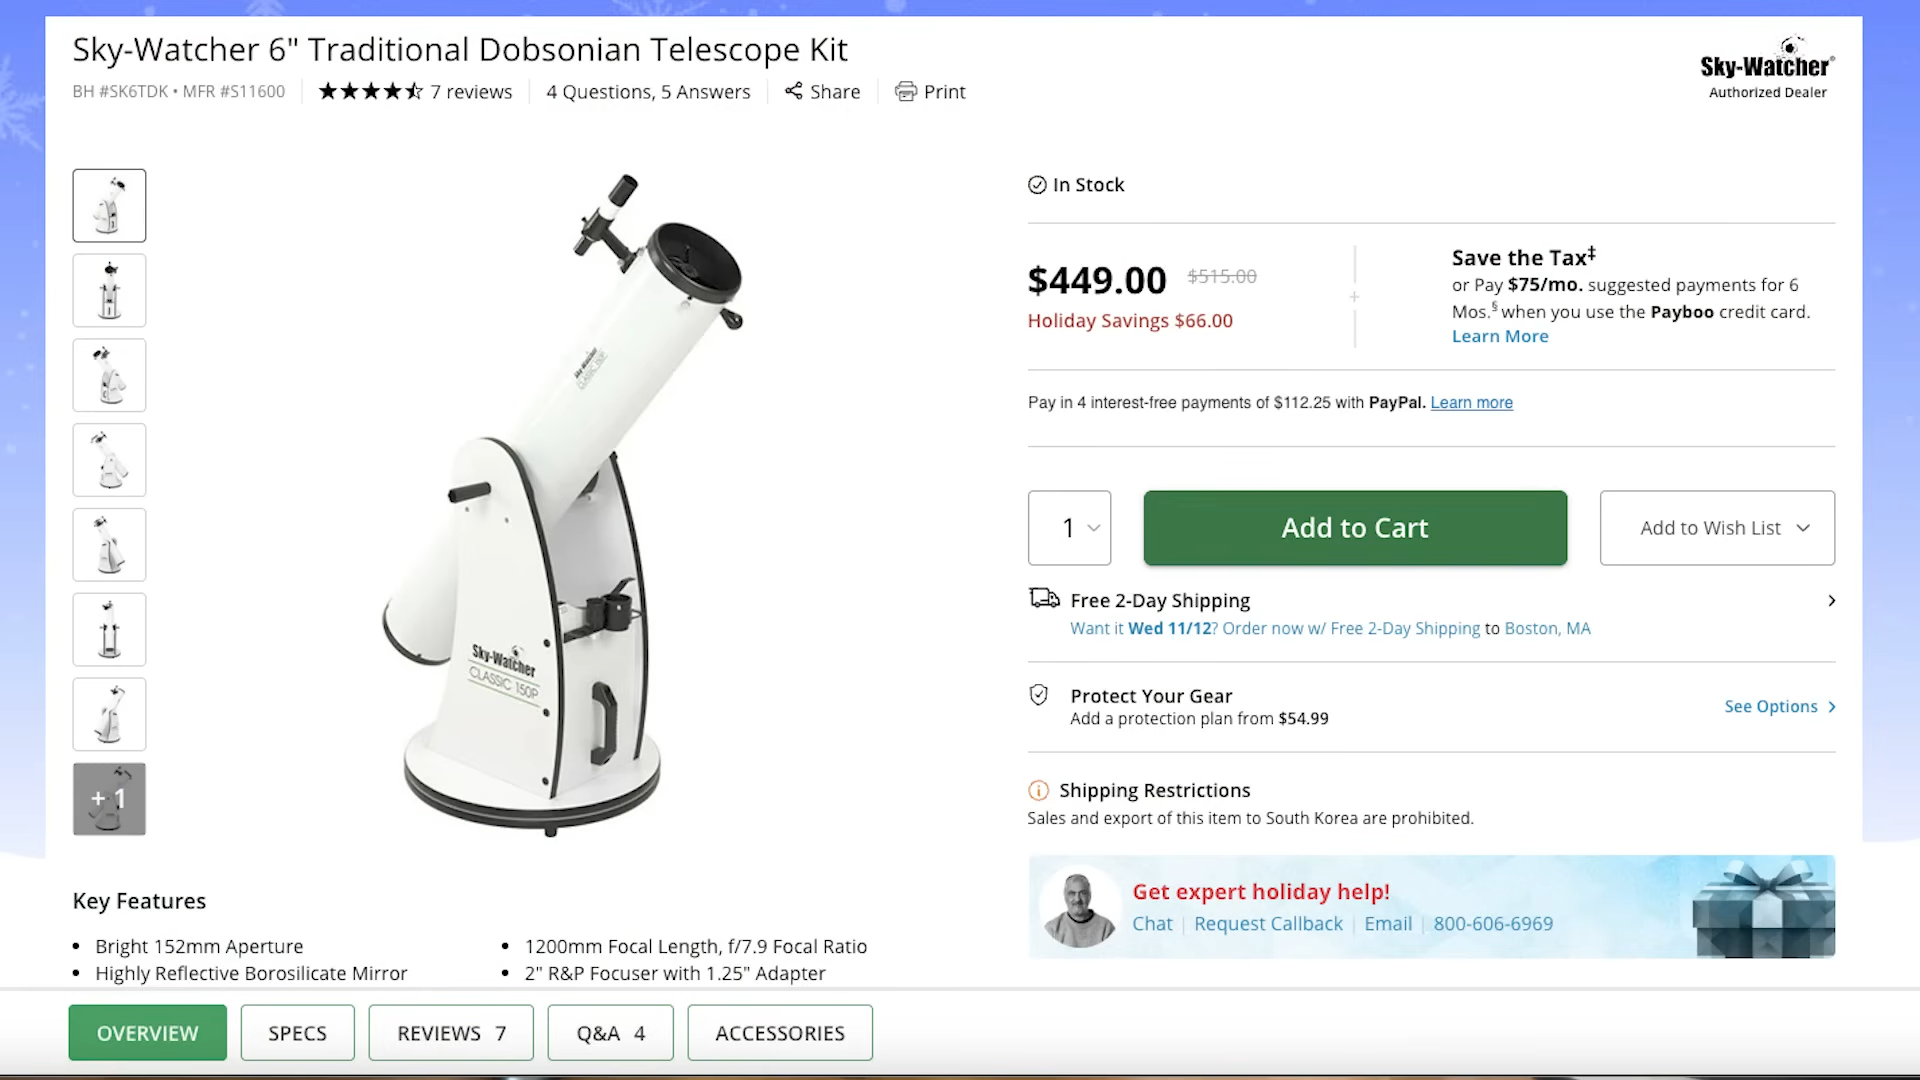 Sky-Watcher 6" Traditional Dobsonian Telescope Kit
BH #SK6TDK • MFR #S11600
7 reviews
4 Questions, 5 Answers
Share
Print
Sky-Watcher®
Authorized Dealer
In Stock
$449.00 $515.00
Holiday Savings $66.00
+
Save the Tax‡
or Pay $75/mo. suggested payments for 6
Mos.§ when you use the Payboo credit card.
Learn More
Pay in 4 interest-free payments of $112.25 with PayPal. Learn more
1
Add to Cart
Add to Wish List
Free 2-Day Shipping
Want it Wed 11/12? Order now w/ Free 2-Day Shipping to Boston, MA
Protect Your Gear
Add a protection plan from $54.99
See Options
Shipping Restrictions
Sales and export of this item to South Korea are prohibited.
Get expert holiday help!
Chat | Request Callback | Email | 800-606-6969
Sky-Watcher
CLASSIC 150P
Sky-Watcher
CLASSIC 150P
+ 1
Key Features
• Bright 152mm Aperture
• Highly Reflective Borosilicate Mirror
• 1200mm Focal Length, f/7.9 Focal Ratio
• 2" R&P Focuser with 1.25" Adapter
OVERVIEW
SPECS
REVIEWS 7
Q&A 4
ACCESSORIES